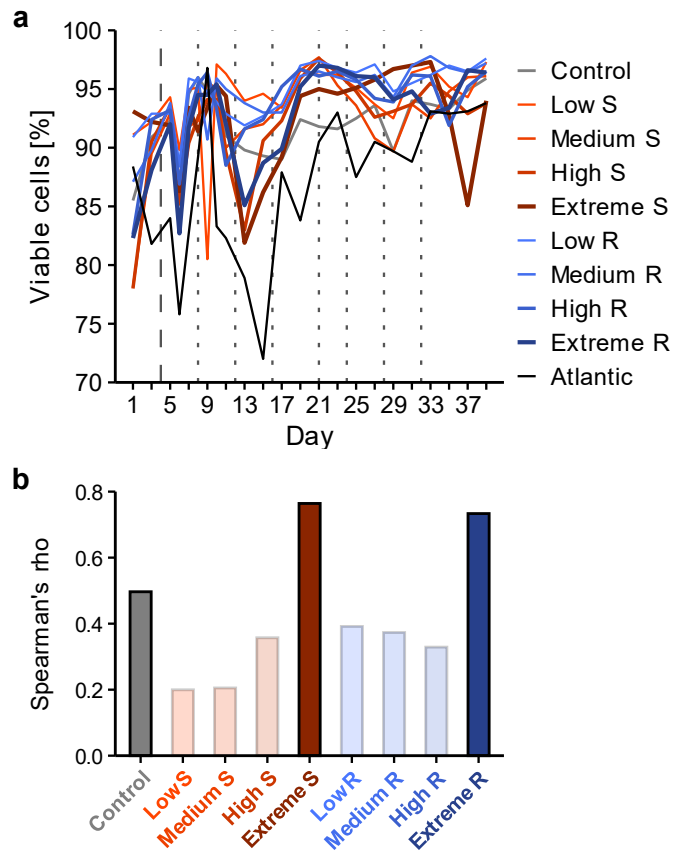 a
Viable cells [%]
100
95
90
85
80
75
70
1 5 9 13 17 21 25 29 33 37
Day
Control
Low S
Medium S
High S
Extreme S
Low R
Medium R
High R
Extreme R
Atlantic
b
Spearman's rho
0.8
0.6
0.4
0.2
0.0
Control
Low S
Medium S
High S
Extreme S
Low R
Medium R
High R
Extreme R